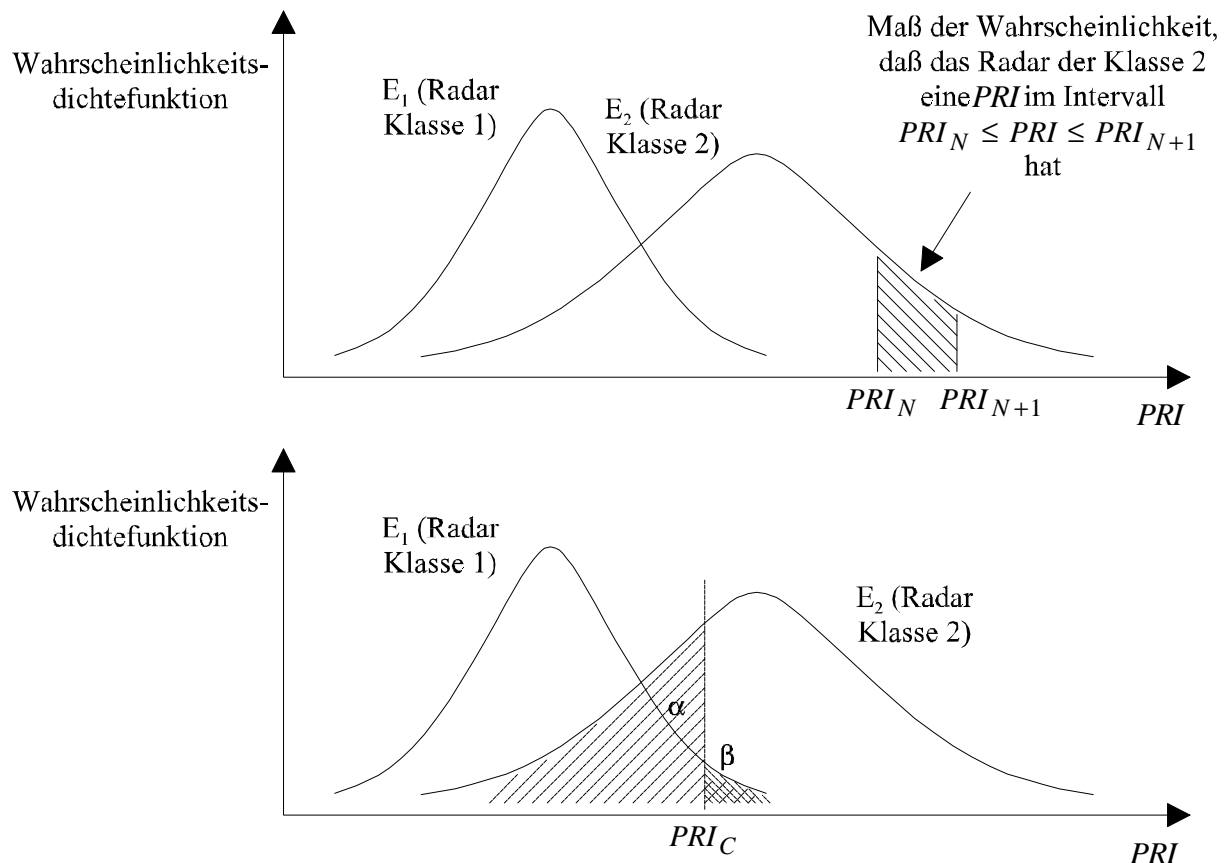 Wahrscheinlichkeits-
dichtefunktion
E₁ (Radar
Klasse 1)
E₂ (Radar
Klasse 2)
Maß der Wahrscheinlichkeit,
daß das Radar der Klasse 2
eine PRI im Intervall
PRI_N ≤ PRI ≤ PRI_{N+1}
hat
PRI_N
PRI_{N+1}
PRI
Wahrscheinlichkeits-
dichtefunktion
E₁ (Radar
Klasse 1)
E₂ (Radar
Klasse 2)
α
β
PRI_C
PRI